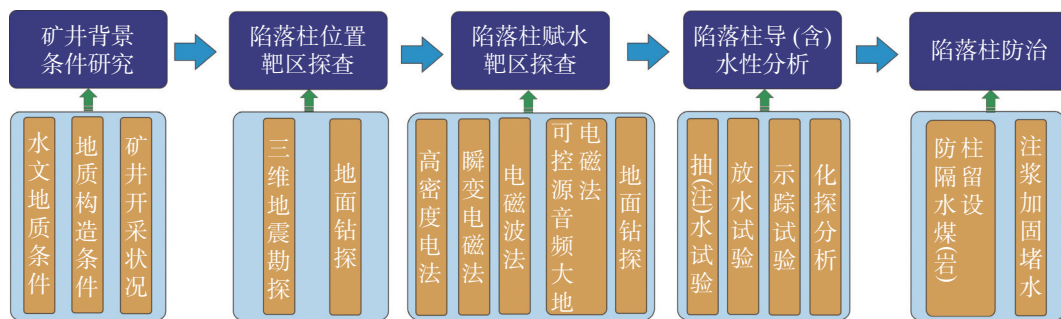 矿井背景
条件研究
陷落柱位置
靶区探查
陷落柱赋水
靶区探查
陷落柱导(含)
水性分析
陷落柱防治
水文地质条件
地质构造条件
矿井开采状况
三维地震勘探
地面钻探
高密度电法
瞬变电磁法
电磁波法
可控源音频大地
电磁法
地面钻探
抽(注)水试验
放水试验
示踪试验
化探分析
防隔水煤(岩)
柱留设
注浆加固堵水